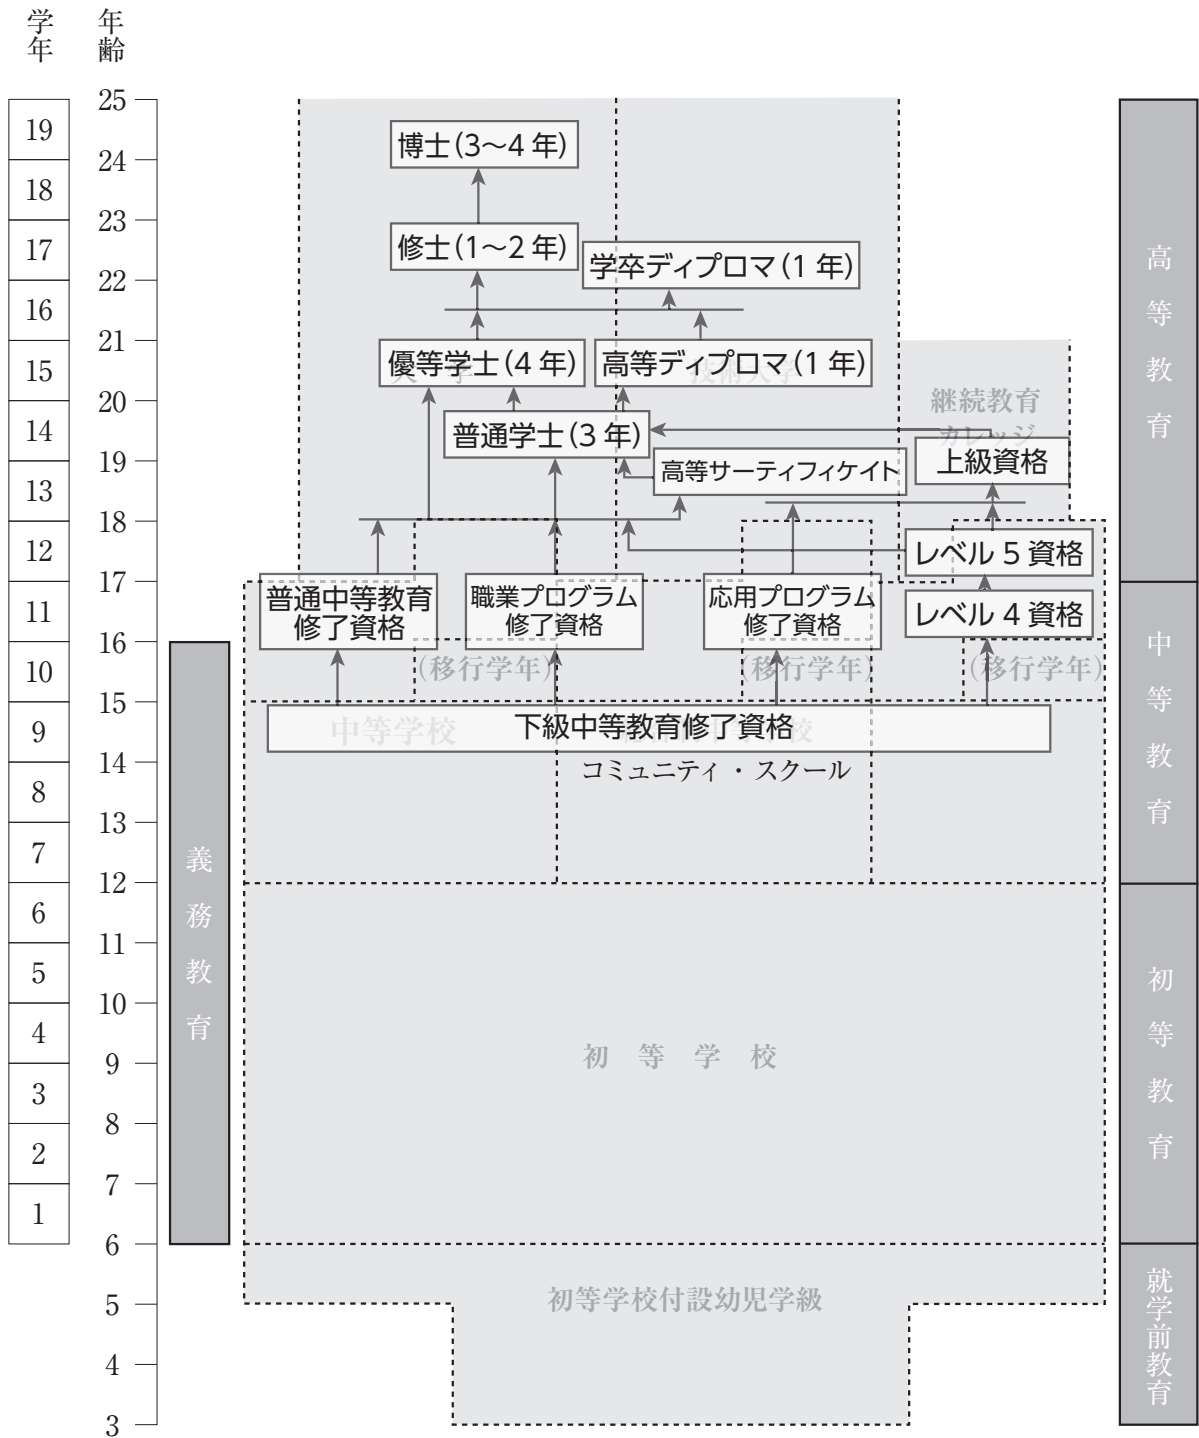 学年
年齢
25
19
24
18
23
17
22
16
21
15
20
14
19
13
18
12
17
11
16
10
15
9
14
8
13
7
12
6
11
5
10
4
9
3
8
2
7
1
6
5
4
3
義務教育
博士(3〜4 年)
修士(1〜2 年)
学卒ディプロマ(1 年)
優等学士(4 年)
高等ディプロマ(1 年)
大 学
技術大学
普通学士(3 年)
継続教育
カレッジ
高等サーティフィケイト
上級資格
レベル 5 資格
レベル 4 資格
普通中等教育
修了資格
職業プログラム
修了資格
応用プログラム
修了資格
(移行学年)
(移行学年)
(移行学年)
下級中等教育修了資格
中等学校
コミュニティ・スクール
初等学校
初等学校付設幼児学級
高等教育
中等教育
初等教育
就学前教育